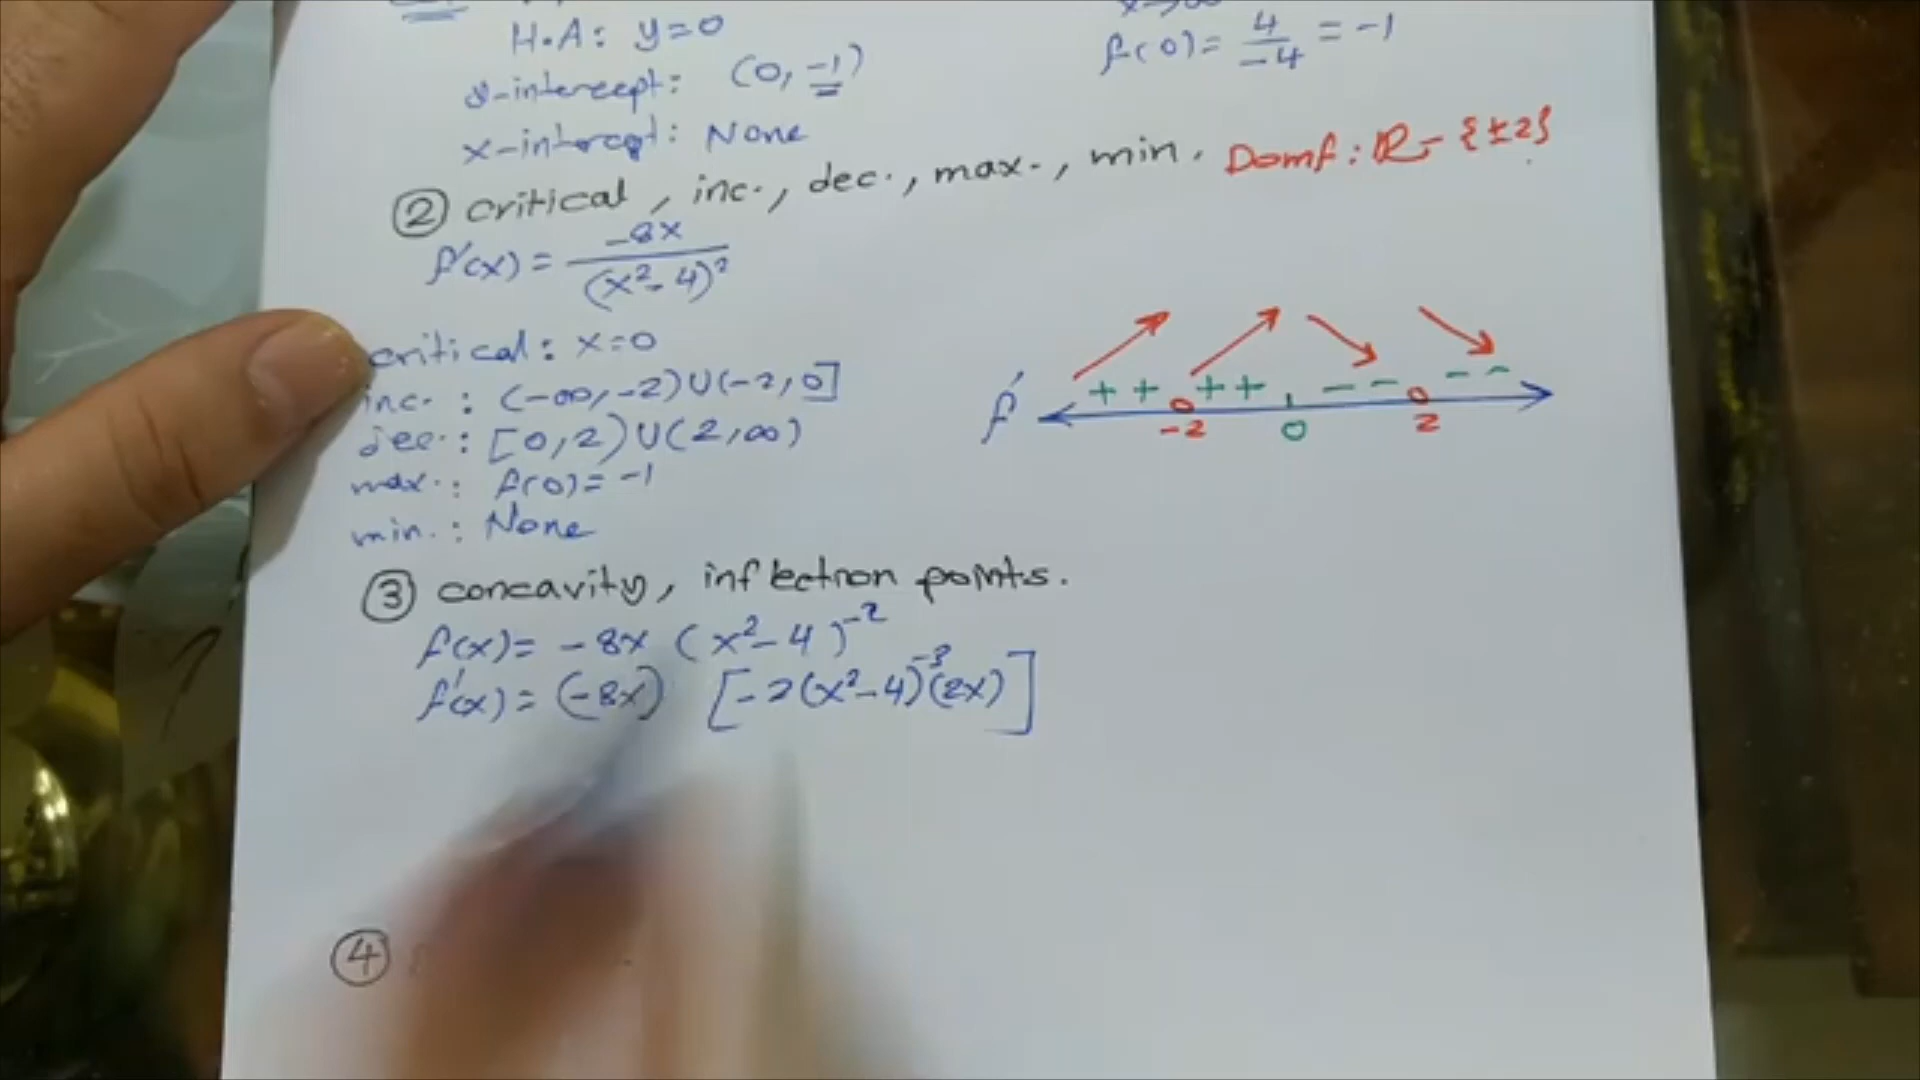 H.A: y=0
f(0)= 4/-4 = -1
y-intercept: (0, -1)
x-intercept: None
② critical, inc., dec., max., min. Domf: ℝ- {±2}
f'(x) = -8x/(x²-4)²
critical: x=0
inc. : (-∞,-2)∪(-2,0]
dec.: [0,2)∪(2,∞)
max.: f(0)= -1
min.: None
f' ++ ++ -- --
-2 0 2
③ concavity, inflection points.
f(x)= -8x (x²-4)⁻²
f'(x)= (-8x) [-2(x²-4)⁻³(2x)]
④